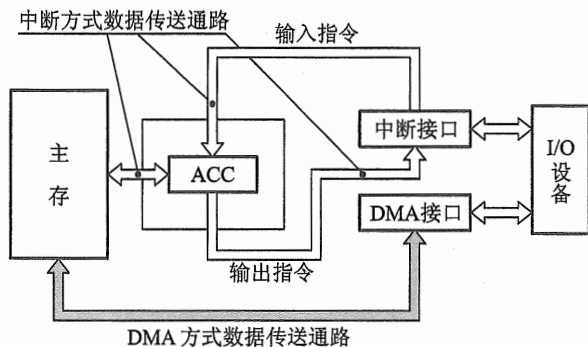 中断方式数据传送通路
输入指令
主存
ACC
中断接口
DMA接口
I/O
设备
输出指令
DMA 方式数据传送通路